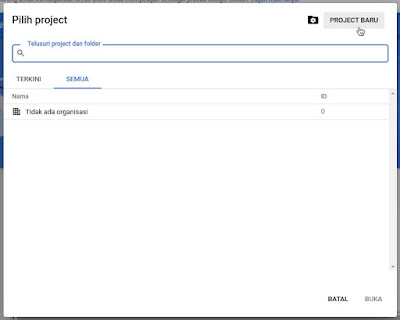 Pilih project
PROJECT BARU
Telusuri project dan folder
TERKINI
SEMUA
Nama
ID
Tidak ada organisasi
0
BATAL
BUKA